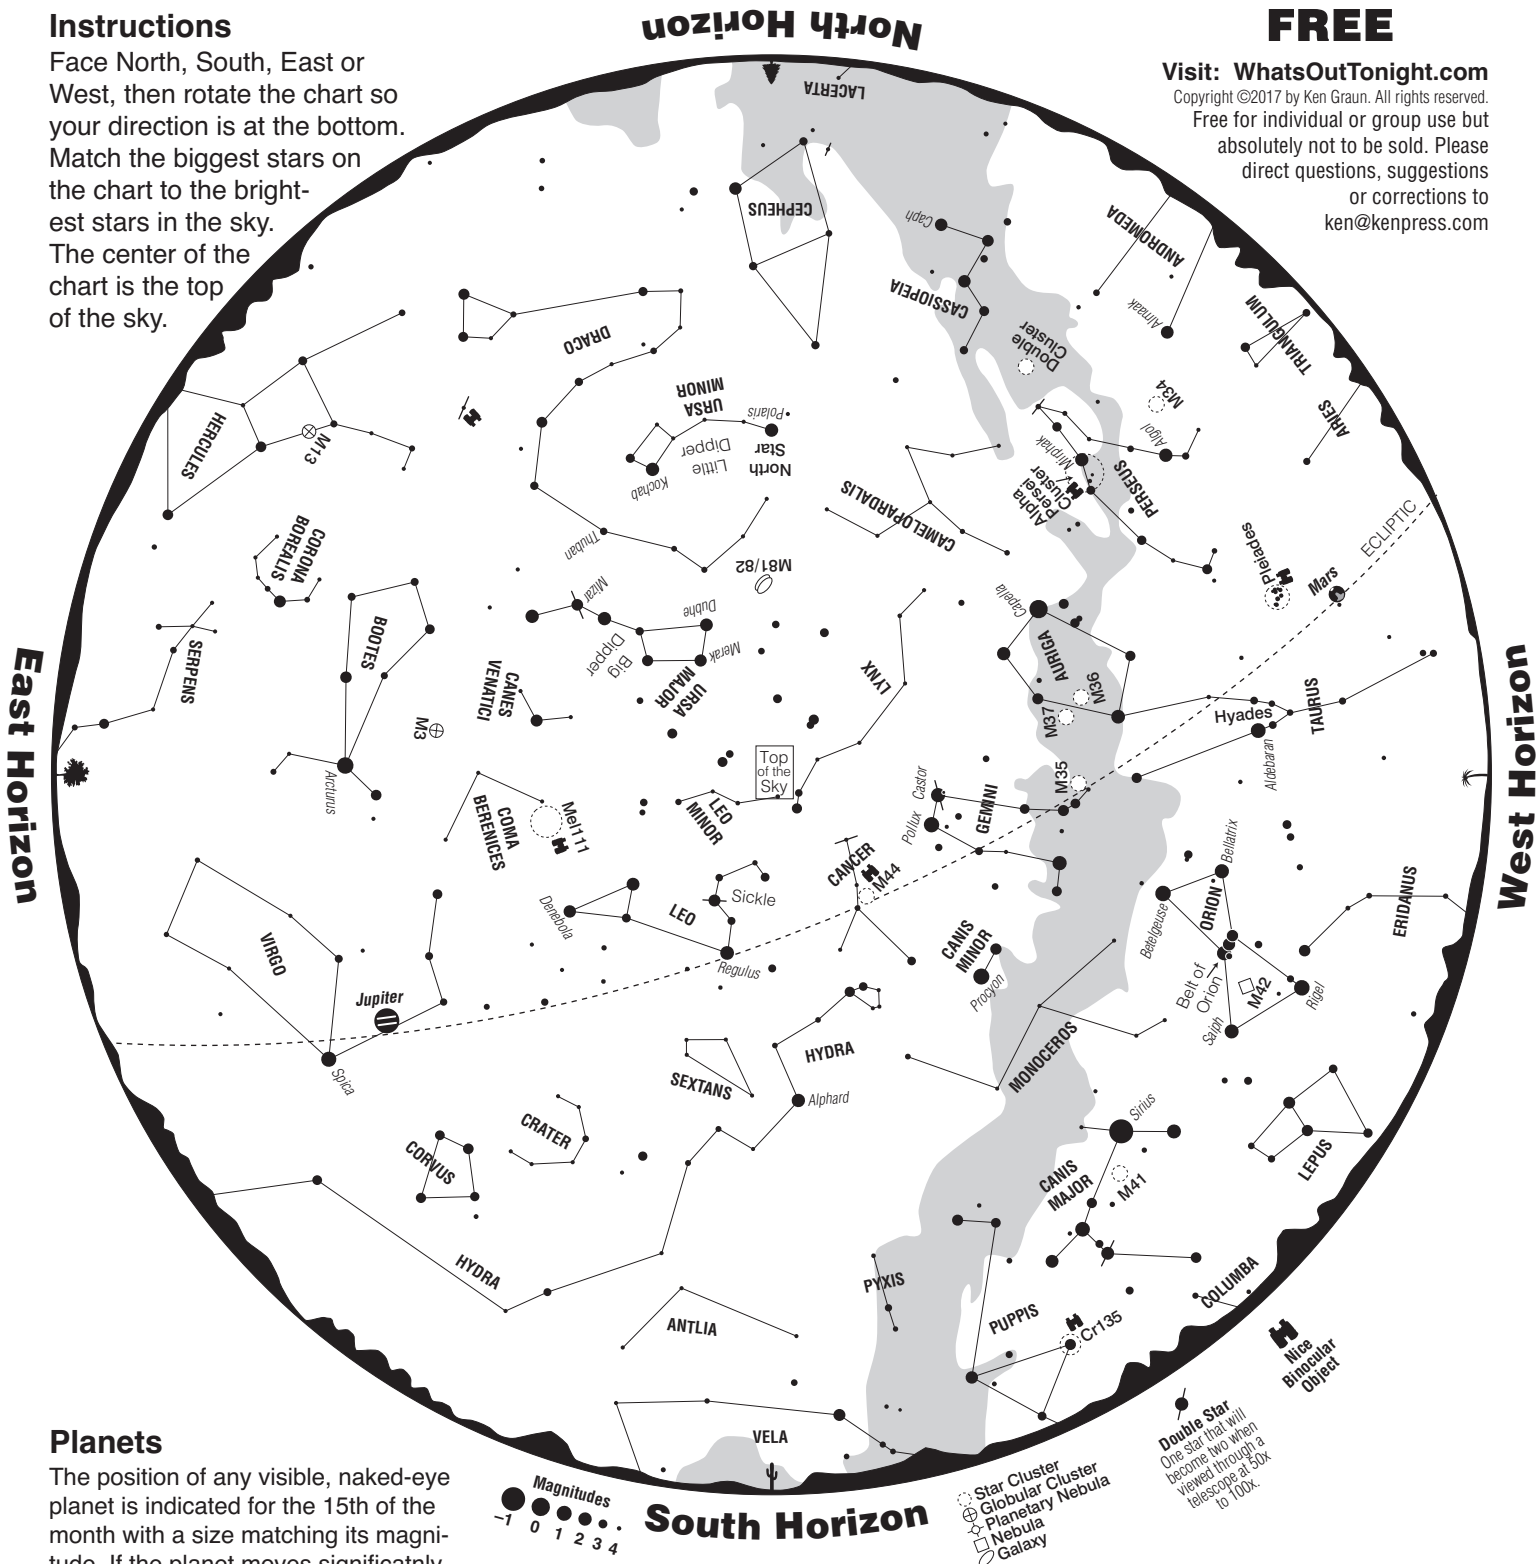 Instructions
Face North, South, East or
West, then rotate the chart so
your direction is at the bottom.
Match the biggest stars on
the chart to the bright-
est stars in the sky.
The center of the
chart is the top
of the sky.
North Horizon
FREE
Visit: WhatsOutTonight.com
Copyright ©2017 by Ken Graun. All rights reserved.
Free for individual or group use but
absolutely not to be sold. Please
direct questions, suggestions
or corrections to
ken@kenpress.com
LACERTA
CEPHEUS
Caph
CASSIOPEIA
ANDROMEDA
Almaak
TRIANGULUM
ARIES
Double
Cluster
M34
Algol
Mirphak
PERSEUS
Alpha
Persei
Cluster
DRACO
URSA
MINOR
Polaris
North
Star
Little
Dipper
Kochab
HERCULES
M13
CAMELOPARDALIS
CORONA
BOREALIS
Thuban
M81/82
Pleiades
Mars
ECLIPTIC
Mizar
Dubhe
Merak
Big
Dipper
URSA
MAJOR
Capella
AURIGA
M36
M37
BOOTES
SERPENS
CANES
VENATICI
M3
LYNX
Hyades
TAURUS
Aldebaran
East Horizon
West Horizon
Top
of the
Sky
Arcturus
COMA
BERENICES
Mel111
LEO
MINOR
Castor
Pollux
GEMINI
M35
CANCER
M44
Bellatrix
Betelgeuse
ORION
Belt of
Orion
M42
Rigel
Saiph
ERIDANUS
Denebola
LEO
Sickle
Regulus
CANIS
MINOR
Procyon
VIRGO
Jupiter
Spica
HYDRA
Alphard
SEXTANS
MONOCEROS
CRATER
CORVUS
Sirius
CANIS
MAJOR
M41
LEPUS
HYDRA
ANTLIA
PYXIS
PUPPIS
Cr135
COLUMBA
VELA
Nice
Binocular
Object
Double Star
One star that will
become two when
viewed through a
telescope at 50x
to 100x.
Planets
The position of any visible, naked-eye
planet is indicated for the 15th of the
month with a size matching its magni-
tude. If the planet moves significatnly
Magnitudes
–1 0 1 2 3 4
South Horizon
Star Cluster
Globular Cluster
Planetary Nebula
Nebula
Galaxy